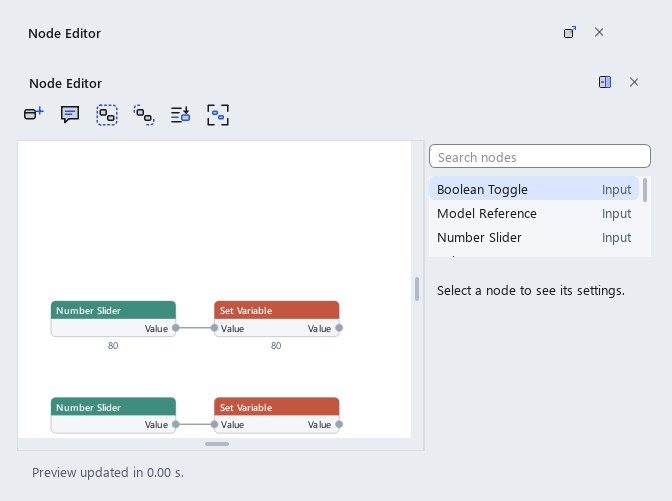 Node Editor
Node Editor
Search nodes
Boolean Toggle Input
Model Reference Input
Number Slider Input
Select a node to see its settings.
Number Slider Set Variable
Value Value Value
80 80
Number Slider Set Variable
Value Value Value
Preview updated in 0.00 s.